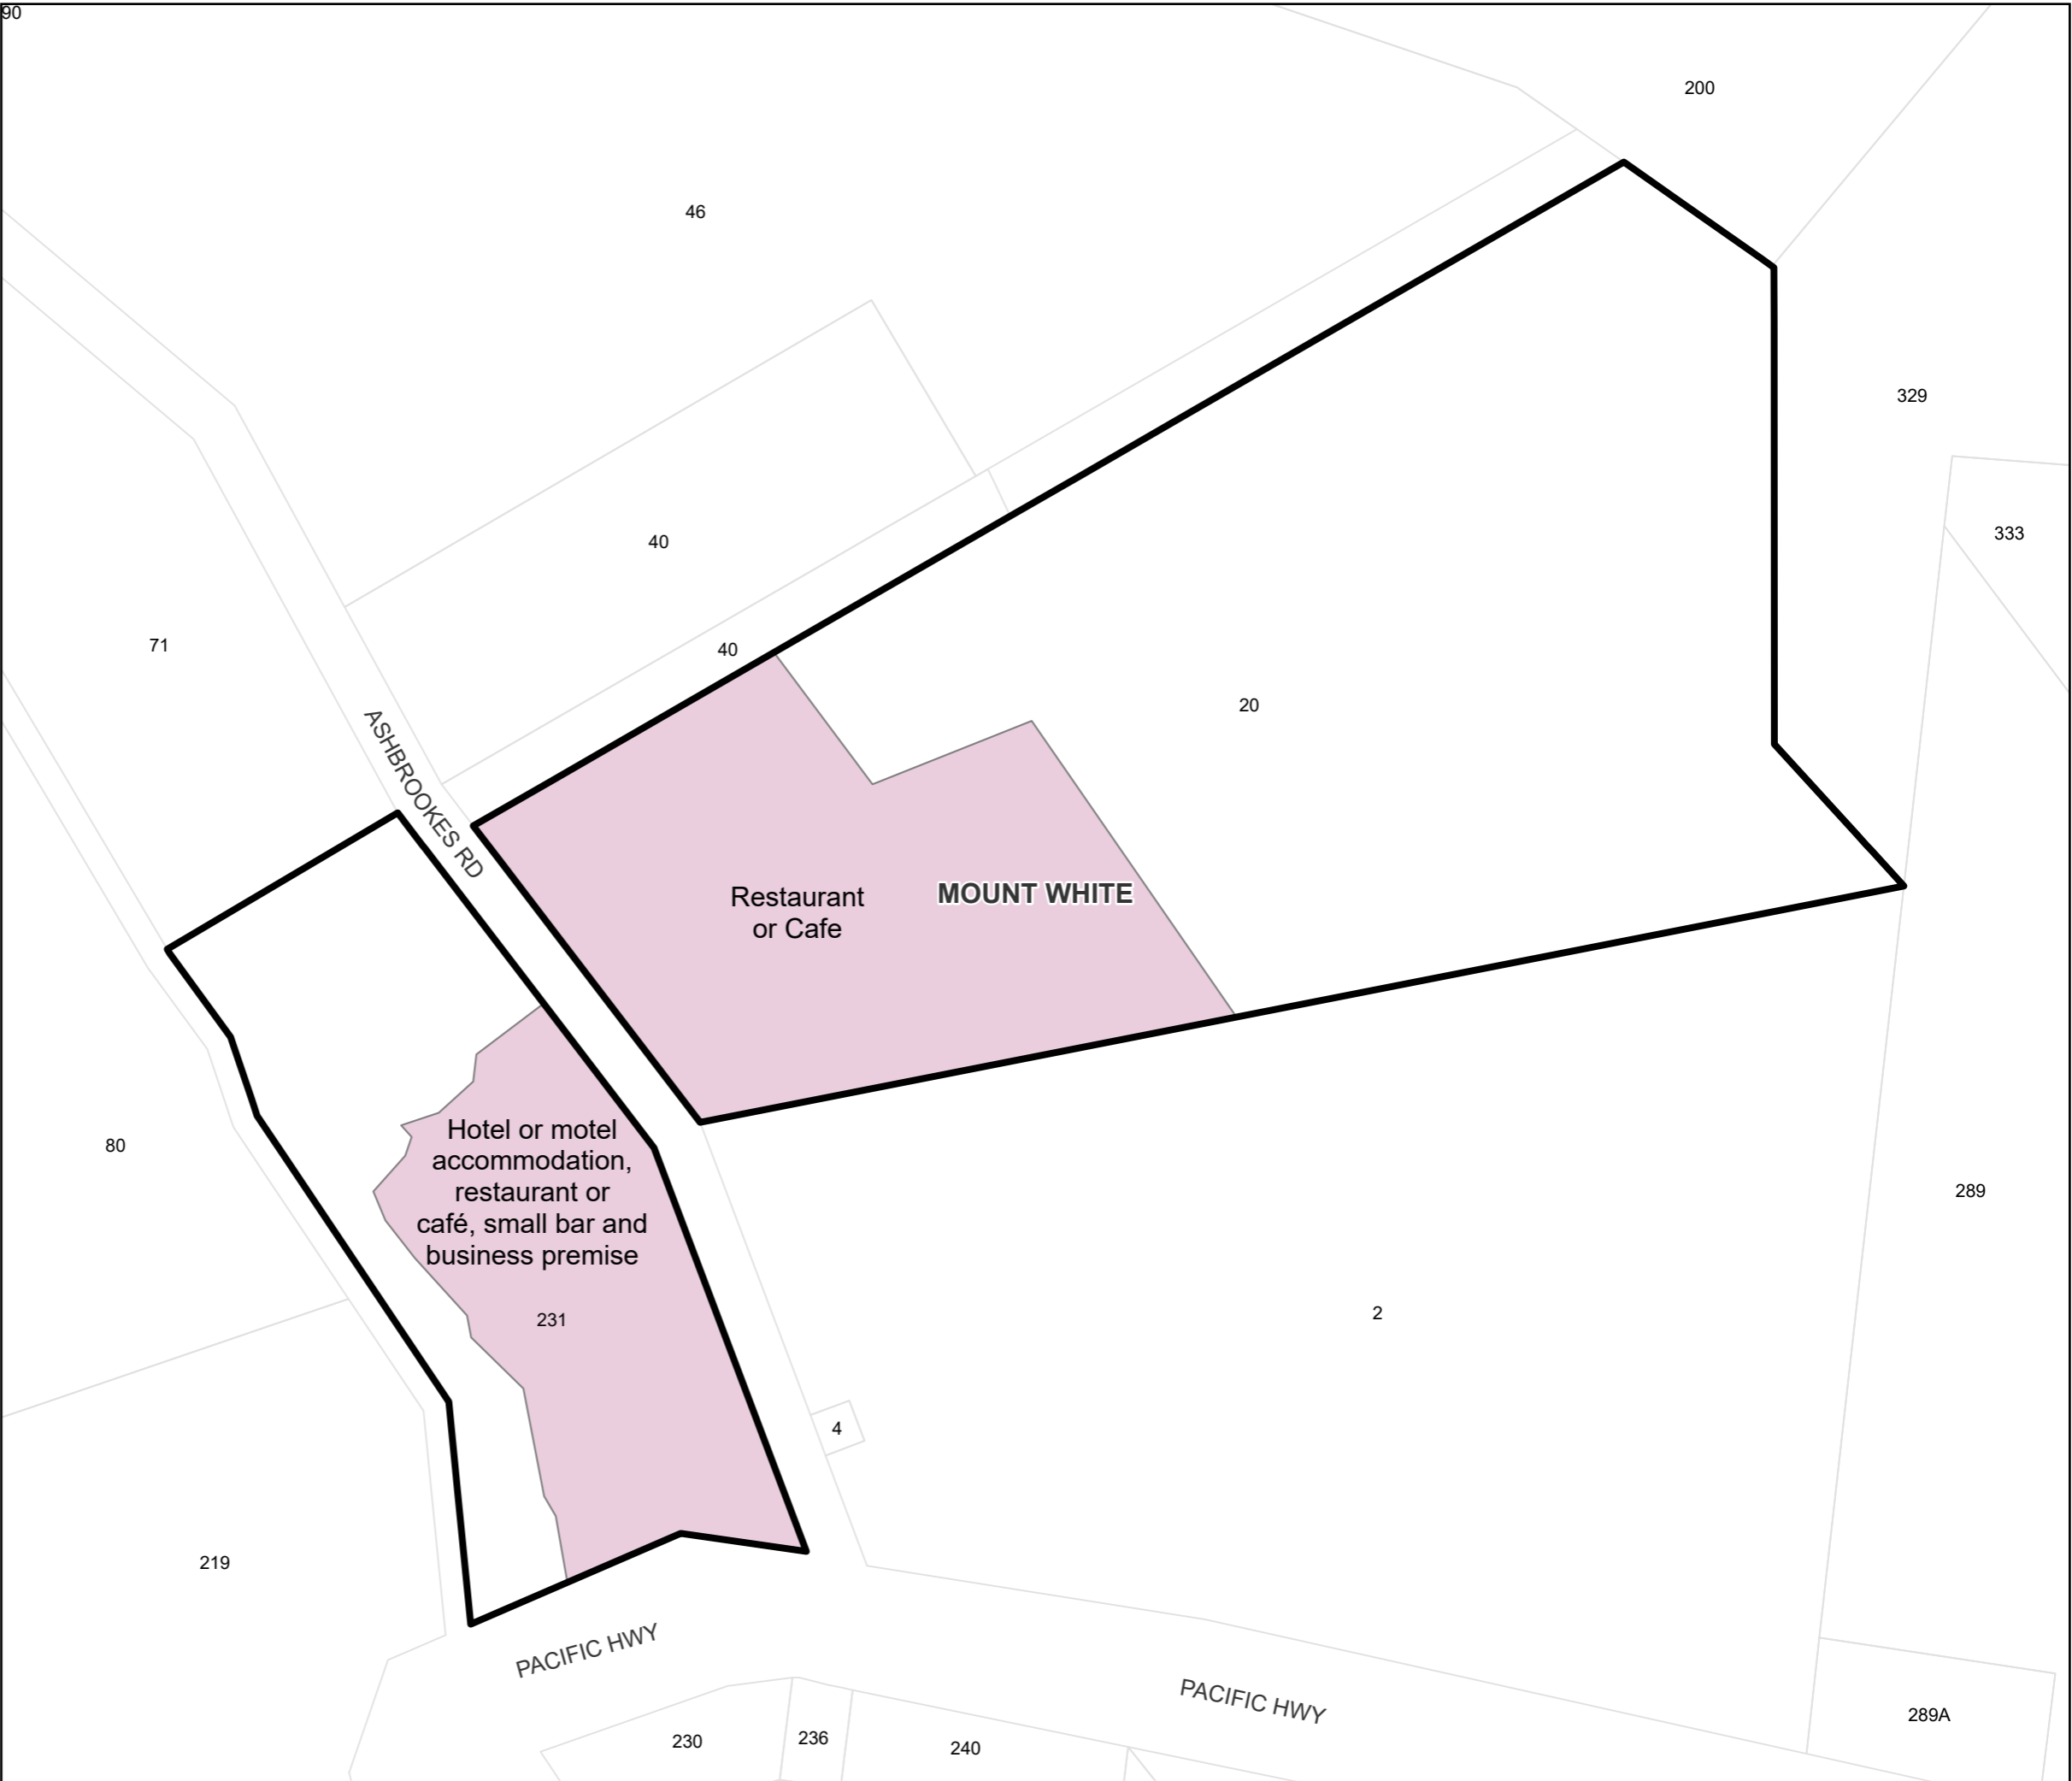 90
200
46
329
333
40
71
40
20
ASHBROOKES RD
Restaurant
or Cafe
MOUNT WHITE
Hotel or motel
accommodation,
restaurant or
café, small bar and
business premise
80
289
231
2
4
219
PACIFIC HWY
PACIFIC HWY
289A
230
236
240